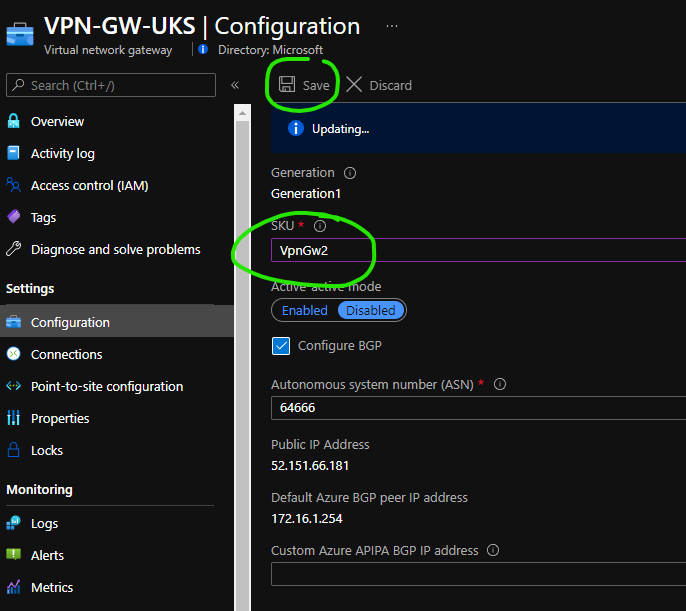 VPN-GW-UKS | Configuration ...
Virtual network gateway | Directory: Microsoft
Search (Ctrl+/) «
Overview
Activity log
Access control (IAM)
Tags
Diagnose and solve problems
Settings
Configuration
Connections
Point-to-site configuration
Properties
Locks
Monitoring
Logs
Alerts
Metrics
Save Discard
Updating...
Generation
Generation1
SKU *
VpnGw2
Active-active mode
Enabled Disabled
Configure BGP
Autonomous system number (ASN) *
64666
Public IP Address
52.151.66.181
Default Azure BGP peer IP address
172.16.1.254
Custom Azure APIPA BGP IP address